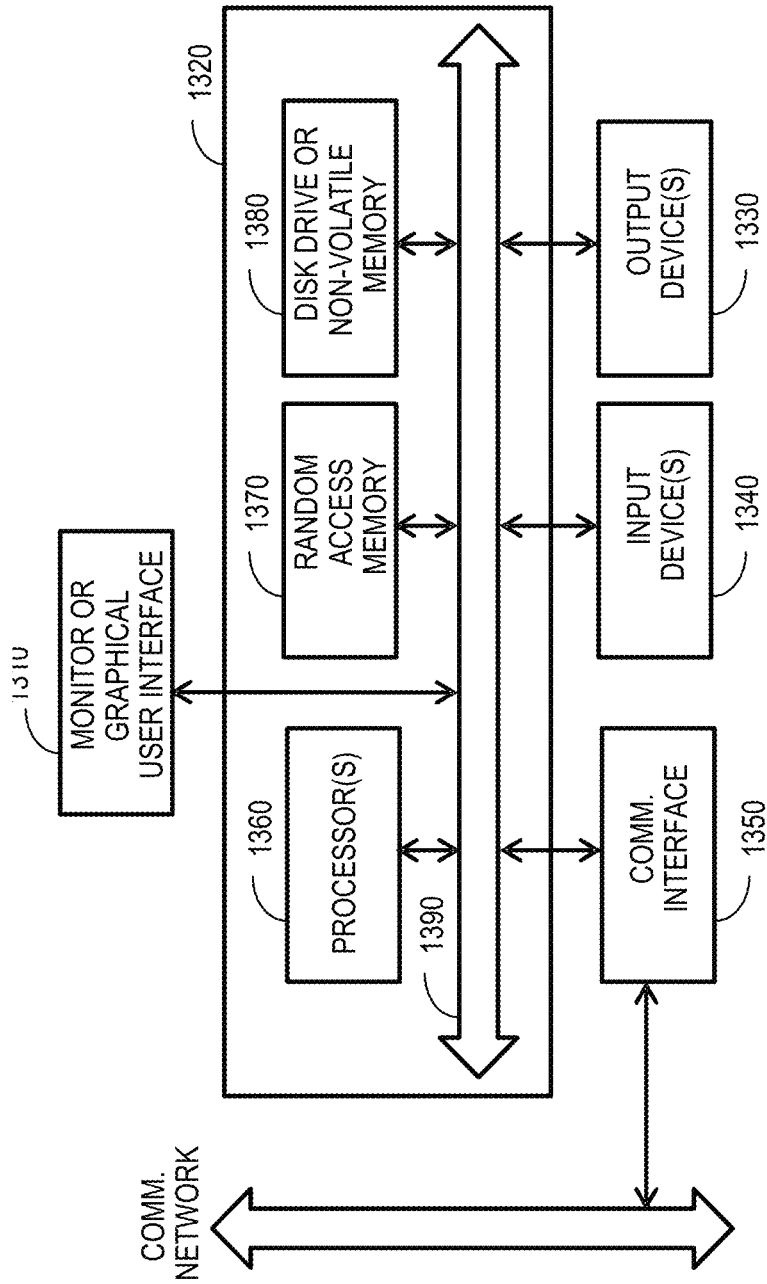 1310
MONITOR OR
GRAPHICAL
USER INTERFACE
1320
1360
PROCESSOR(S)
1370
RANDOM
ACCESS
MEMORY
1380
DISK DRIVE OR
NON-VOLATILE
MEMORY
1390
COMM.
NETWORK
COMM.
INTERFACE
1350
INPUT
DEVICE(S)
1340
OUTPUT
DEVICE(S)
1330